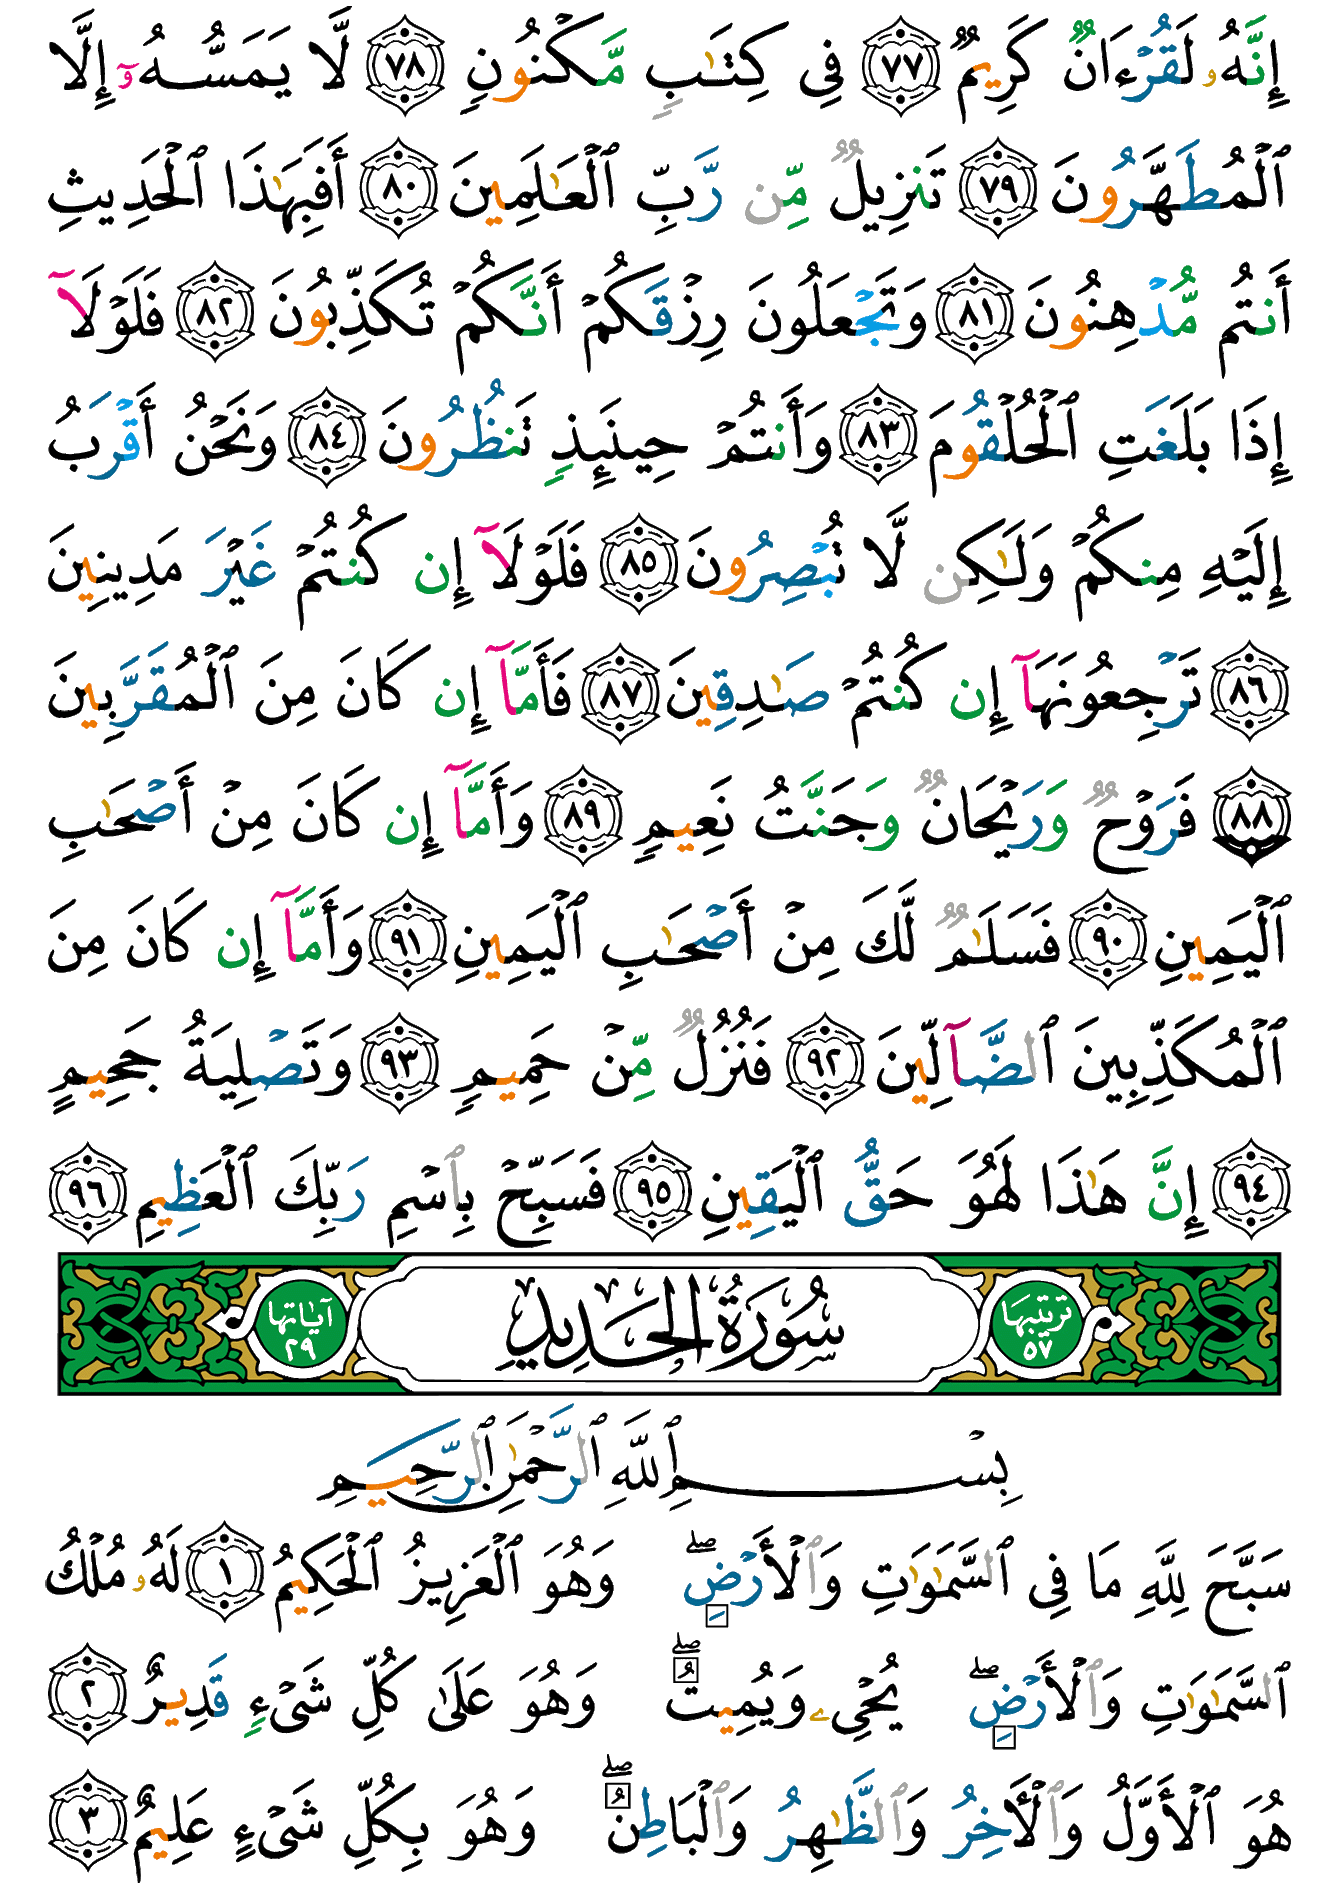 إِنَّهُۥ لَقُرْءَانٌ كَرِيمٌ ٧٧ فِى كِتَٰبٍ مَّكْنُونٍ ٧٨ لَّا يَمَسُّهُۥٓ إِلَّا
ٱلْمُطَهَّرُونَ ٧٩ تَنزِيلٌ مِّن رَّبِّ ٱلْعَٰلَمِينَ ٨٠ أَفَبِهَٰذَا ٱلْحَدِيثِ
أَنتُم مُّدْهِنُونَ ٨١ وَتَجْعَلُونَ رِزْقَكُمْ أَنَّكُمْ تُكَذِّبُونَ ٨٢ فَلَوْلَآ
إِذَا بَلَغَتِ ٱلْحُلْقُومَ ٨٣ وَأَنتُمْ حِينَئِذٍ تَنظُرُونَ ٨٤ وَنَحْنُ أَقْرَبُ
إِلَيْهِ مِنكُمْ وَلَٰكِن لَّا تُبْصِرُونَ ٨٥ فَلَوْلَآ إِن كُنتُمْ غَيْرَ مَدِينِينَ
٨٦ تَرْجِعُونَهَآ إِن كُنتُمْ صَٰدِقِينَ ٨٧ فَأَمَّآ إِن كَانَ مِنَ ٱلْمُقَرَّبِينَ
٨٨ فَرَوْحٌ وَرَيْحَانٌ وَجَنَّتُ نَعِيمٍ ٨٩ وَأَمَّآ إِن كَانَ مِنْ أَصْحَٰبِ
ٱلْيَمِينِ ٩٠ فَسَلَٰمٌ لَّكَ مِنْ أَصْحَٰبِ ٱلْيَمِينِ ٩١ وَأَمَّآ إِن كَانَ مِنَ
ٱلْمُكَذِّبِينَ ٱلضَّآلِّينَ ٩٢ فَنُزُلٌ مِّنْ حَمِيمٍ ٩٣ وَتَصْلِيَةُ جَحِيمٍ
٩٤ إِنَّ هَٰذَا لَهُوَ حَقُّ ٱلْيَقِينِ ٩٥ فَسَبِّحْ بِٱسْمِ رَبِّكَ ٱلْعَظِيمِ ٩٦
ترتيبها ٥٧ سُورَةُ الحَدِيدِ آياتها ٢٩
بِسْمِ ٱللَّهِ ٱلرَّحْمَٰنِ ٱلرَّحِيمِ
سَبَّحَ لِلَّهِ مَا فِى ٱلسَّمَٰوَٰتِ وَٱلْأَرْضِ ۖ وَهُوَ ٱلْعَزِيزُ ٱلْحَكِيمُ ١ لَهُۥ مُلْكُ
ٱلسَّمَٰوَٰتِ وَٱلْأَرْضِ ۖ يُحْىِۦ وَيُمِيتُ ۖ وَهُوَ عَلَىٰ كُلِّ شَىْءٍ قَدِيرٌ ٢
هُوَ ٱلْأَوَّلُ وَٱلْأَخِرُ وَٱلظَّٰهِرُ وَٱلْبَاطِنُ ۖ وَهُوَ بِكُلِّ شَىْءٍ عَلِيمٌ ٣